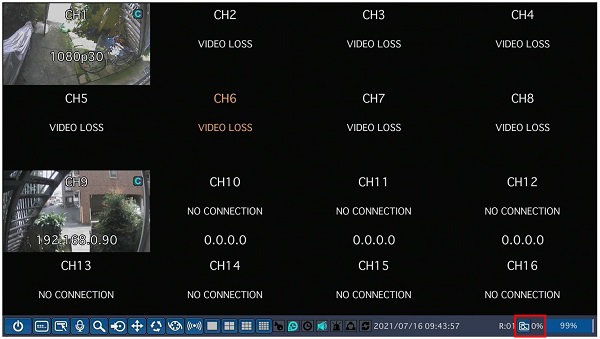 CH1 C CH2 CH3 CH4
1080p30 VIDEO LOSS VIDEO LOSS VIDEO LOSS
CH5 CH6 CH7 CH8
VIDEO LOSS VIDEO LOSS VIDEO LOSS VIDEO LOSS
CH9 C CH10 CH11 CH12
NO CONNECTION NO CONNECTION NO CONNECTION
192.168.0.90 0.0.0.0 0.0.0.0 0.0.0.0
CH13 CH14 CH15 CH16
NO CONNECTION NO CONNECTION NO CONNECTION NO CONNECTION
2021/07/16 09:43:57 R:01 0% 99%